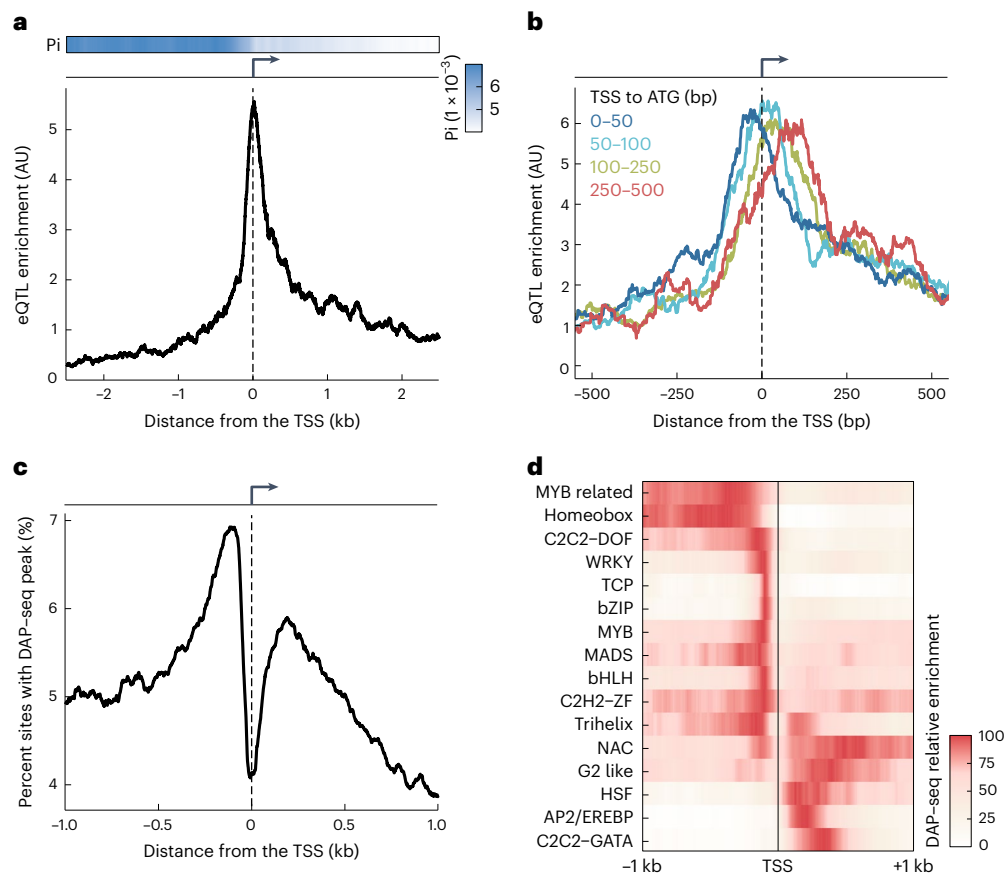 a
Pi
Pi (1 × 10⁻³)
6
5
eQTL enrichment (AU)
5
4
3
2
1
0
–2
–1
0
1
2
Distance from the TSS (kb)
b
TSS to ATG (bp)
0–50
50–100
100–250
250–500
eQTL enrichment (AU)
6
5
4
3
2
1
0
–500
–250
0
250
500
Distance from the TSS (bp)
c
Percent sites with DAP–seq peak (%)
7
6
5
4
–1.0
–0.5
0
0.5
1.0
Distance from the TSS (kb)
d
MYB related
Homeobox
C2C2–DOF
WRKY
TCP
bZIP
MYB
MADS
bHLH
C2H2–ZF
Trihelix
NAC
G2 like
HSF
AP2/EREBP
C2C2–GATA
–1 kb
TSS
+1 kb
DAP–seq relative enrichment
100
75
50
25
0